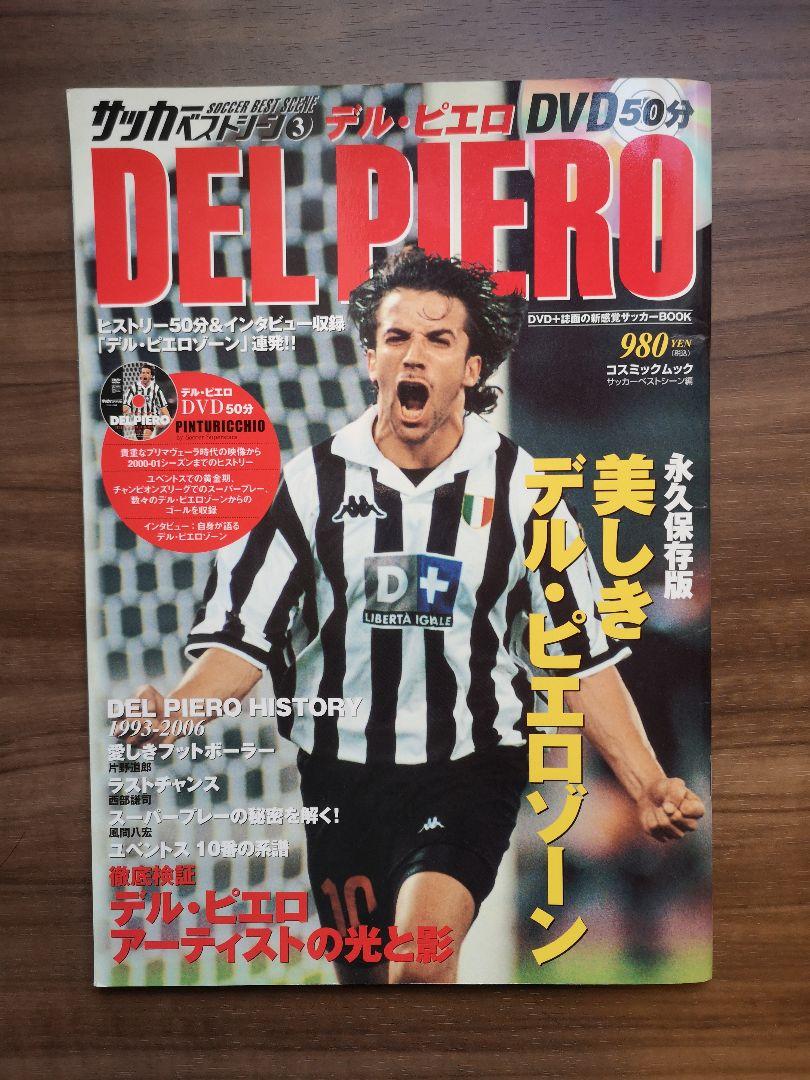 サッカー
SOCCER BEST SCENE
ベストシーン③
デル・ピエロ
DVD50分
DEL PIERO
ヒストリー50分&インタビュー収録
「デル・ピエロゾーン」連発!!
DVD+誌面の新感覚サッカーBOOK
980YEN
(税込)
コスミックムック
サッカーベストシーン編
デル・ピエロ
DVD50分
PINTURICCHIO
by Soccer Superstars
DEL PIERO
貴重なプリマヴェーラ時代の映像から
2000-01シーズンまでのヒストリー
ユベントスでの黄金期、
チャンピオンズリーグでのスーパープレー、
数々のデル・ピエロゾーンからの
ゴールを収録
インタビュー:自身が語る
デル・ピエロゾーン
永久保存版
美しき
デル・ピエロゾーン
Kappa
D+
LIBERTÀ IGUALE
DEL PIERO HISTORY
1993-2006
愛しきフットボーラー
片野道郎
ラストチャンス
西部謙司
スーパープレーの秘密を解く!
風間八宏
ユベントス 10番の系譜
徹底検証
デル・ピエロ
アーティストの光と影
10